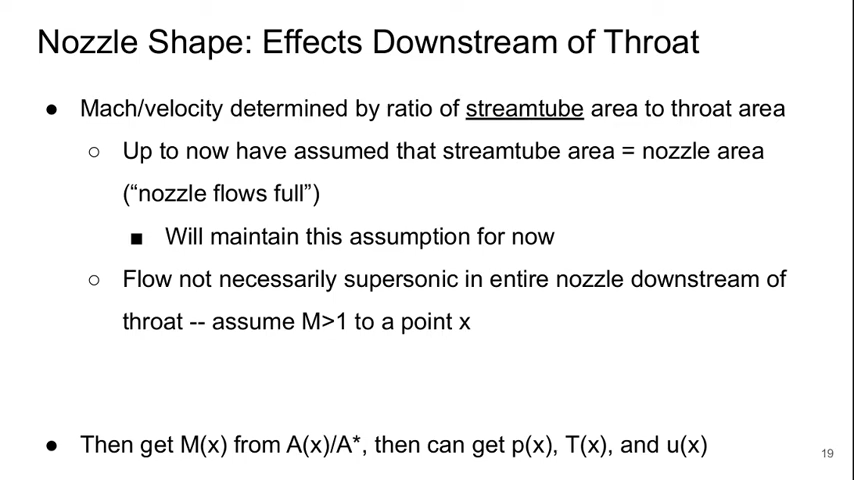 Nozzle Shape: Effects Downstream of Throat
● Mach/velocity determined by ratio of streamtube area to throat area
○ Up to now have assumed that streamtube area = nozzle area
(“nozzle flows full”)
■ Will maintain this assumption for now
○ Flow not necessarily supersonic in entire nozzle downstream of
throat -- assume M>1 to a point x
● Then get M(x) from A(x)/A*, then can get p(x), T(x), and u(x)
19